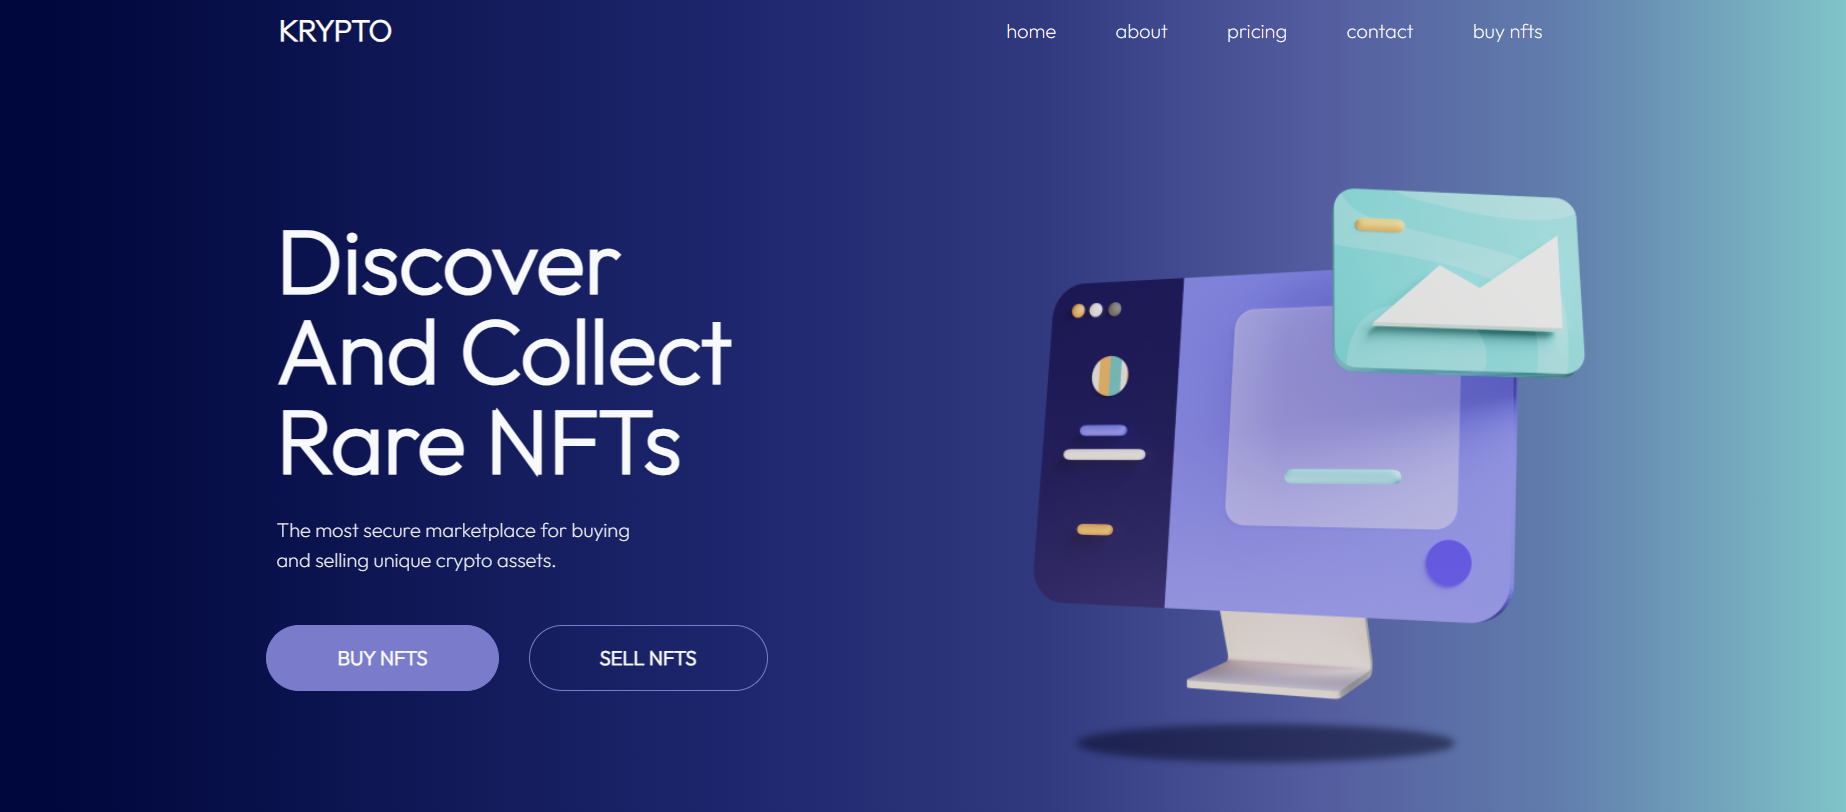 KRYPTO
home about pricing contact buy nfts
Discover
And Collect
Rare NFTs
The most secure marketplace for buying
and selling unique crypto assets.
BUY NFTS SELL NFTS